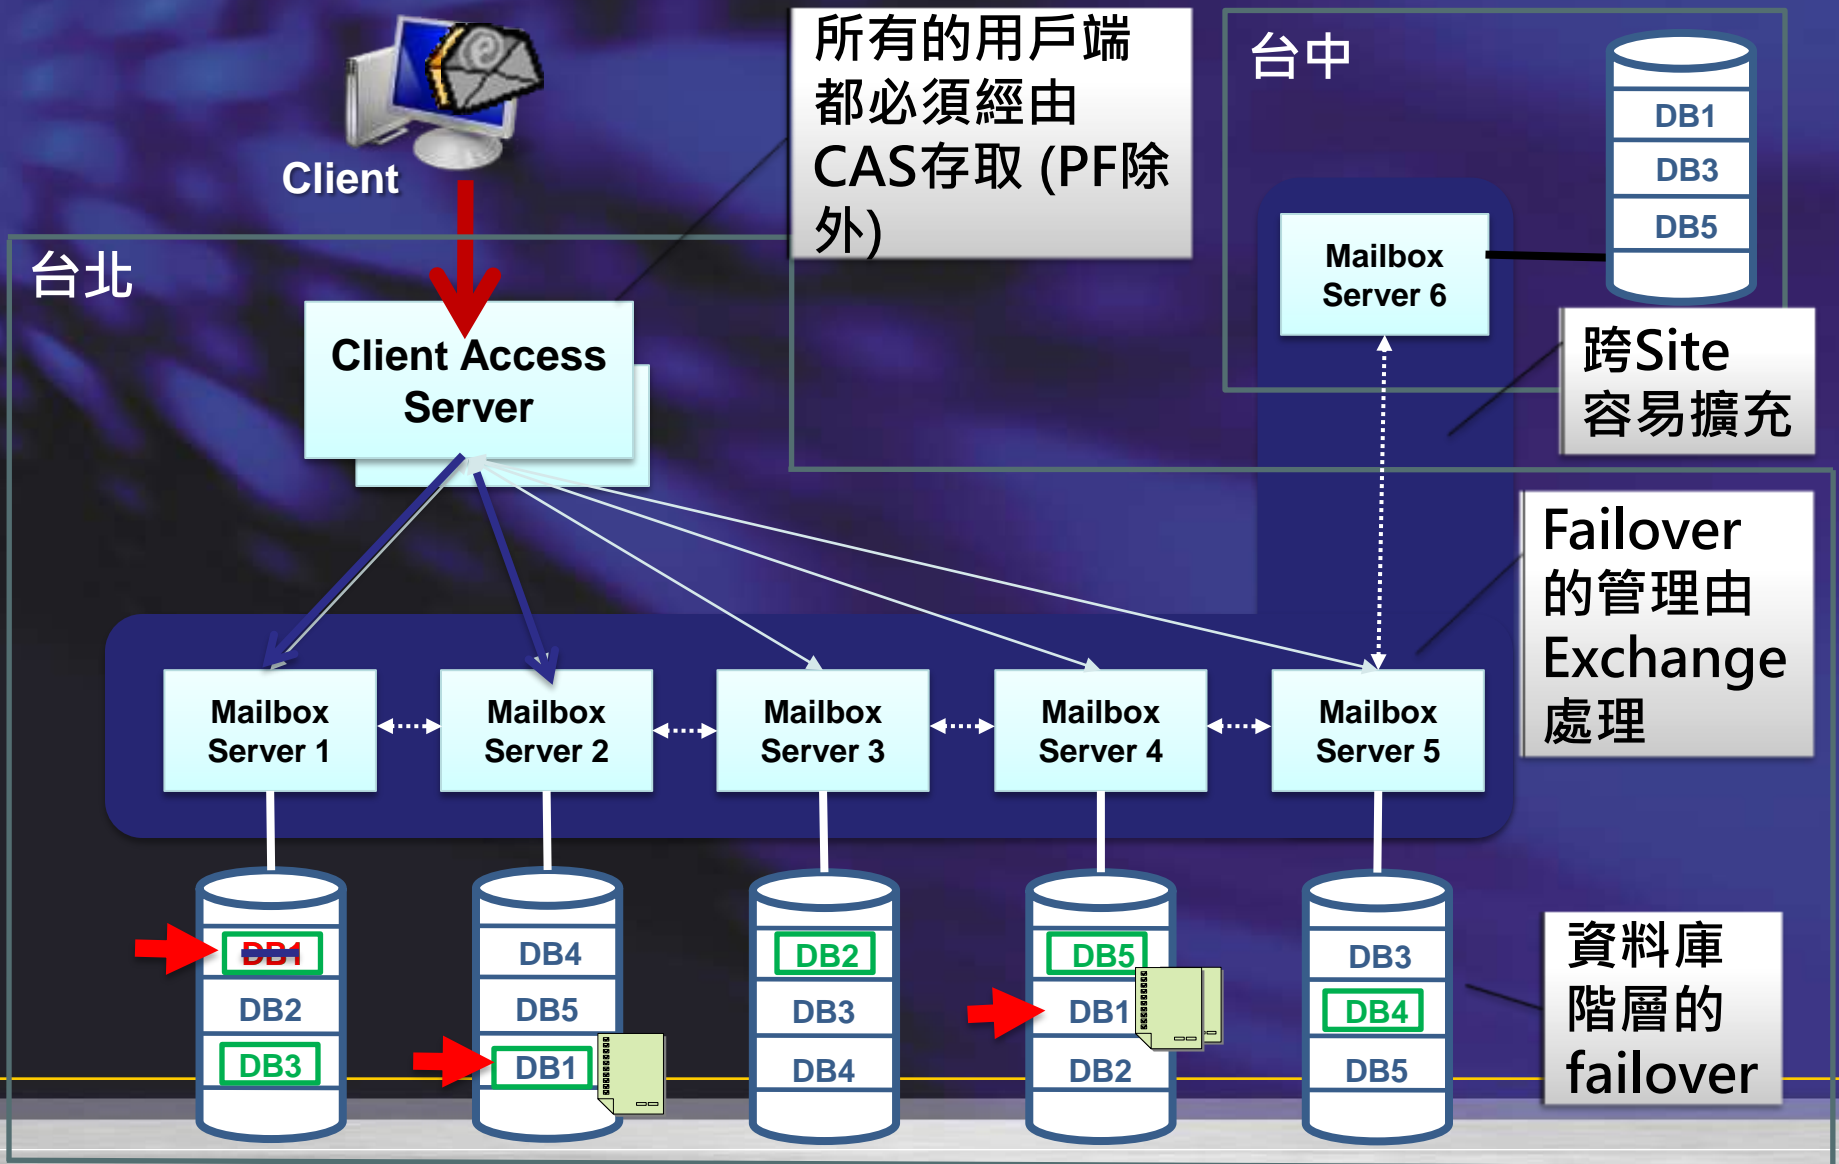 Client
所有的用戶端
都必須經由
CAS存取 (PF除
外)
台中
DB1
DB3
DB5
Mailbox
Server 6
跨Site
容易擴充
台北
Client Access
Server
Failover
的管理由
Exchange
處理
Mailbox
Server 1
Mailbox
Server 2
Mailbox
Server 3
Mailbox
Server 4
Mailbox
Server 5
DB1
DB2
DB3
DB4
DB5
DB1
DB2
DB3
DB4
DB5
DB1
DB2
DB3
DB4
DB5
資料庫
階層的
failover